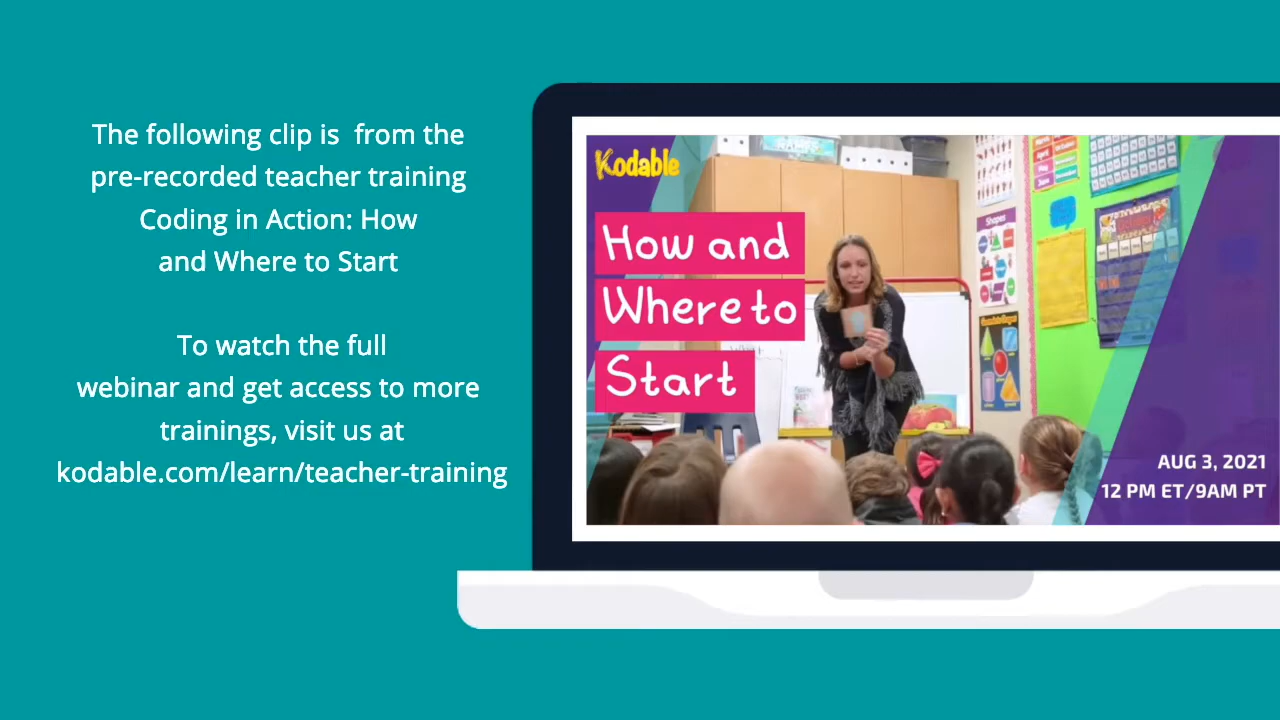 The following clip is from the
pre-recorded teacher training
Coding in Action: How
and Where to Start
To watch the full
webinar and get access to more
trainings, visit us at
kodable.com/learn/teacher-training
Kodable
How and
Where to
Start
GAMES
Shapes
AUG 3, 2021
12 PM ET/9AM PT